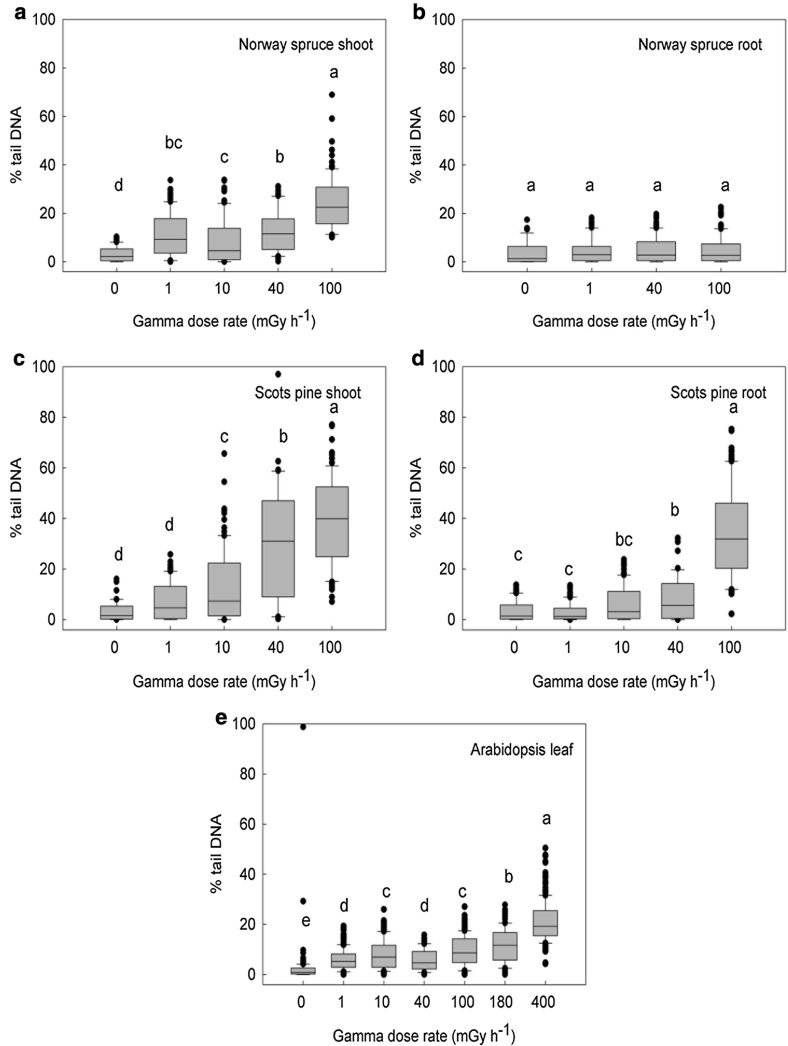 a
Norway spruce shoot
% tail DNA
100
80
60
40
20
0
d bc c b a
0 1 10 40 100
Gamma dose rate (mGy h-1)
b
Norway spruce root
% tail DNA
100
80
60
40
20
0
a a a a
0 1 40 100
Gamma dose rate (mGy h-1)
c
Scots pine shoot
% tail DNA
100
80
60
40
20
0
d d c b a
0 1 10 40 100
Gamma dose rate (mGy h-1)
d
Scots pine root
% tail DNA
100
80
60
40
20
0
c c bc b a
0 1 10 40 100
Gamma dose rate (mGy h-1)
e
Arabidopsis leaf
% tail DNA
100
80
60
40
20
0
e d c d c b a
0 1 10 40 100 180 400
Gamma dose rate (mGy h-1)